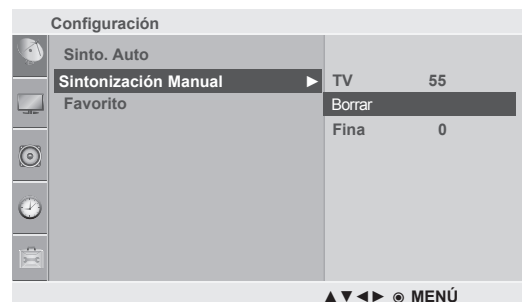 Configuración
Sinto. Auto
Sintonización Manual ► TV 55
Favorito Borrar
Fina 0
▲▼◄► ◉ MENÚ